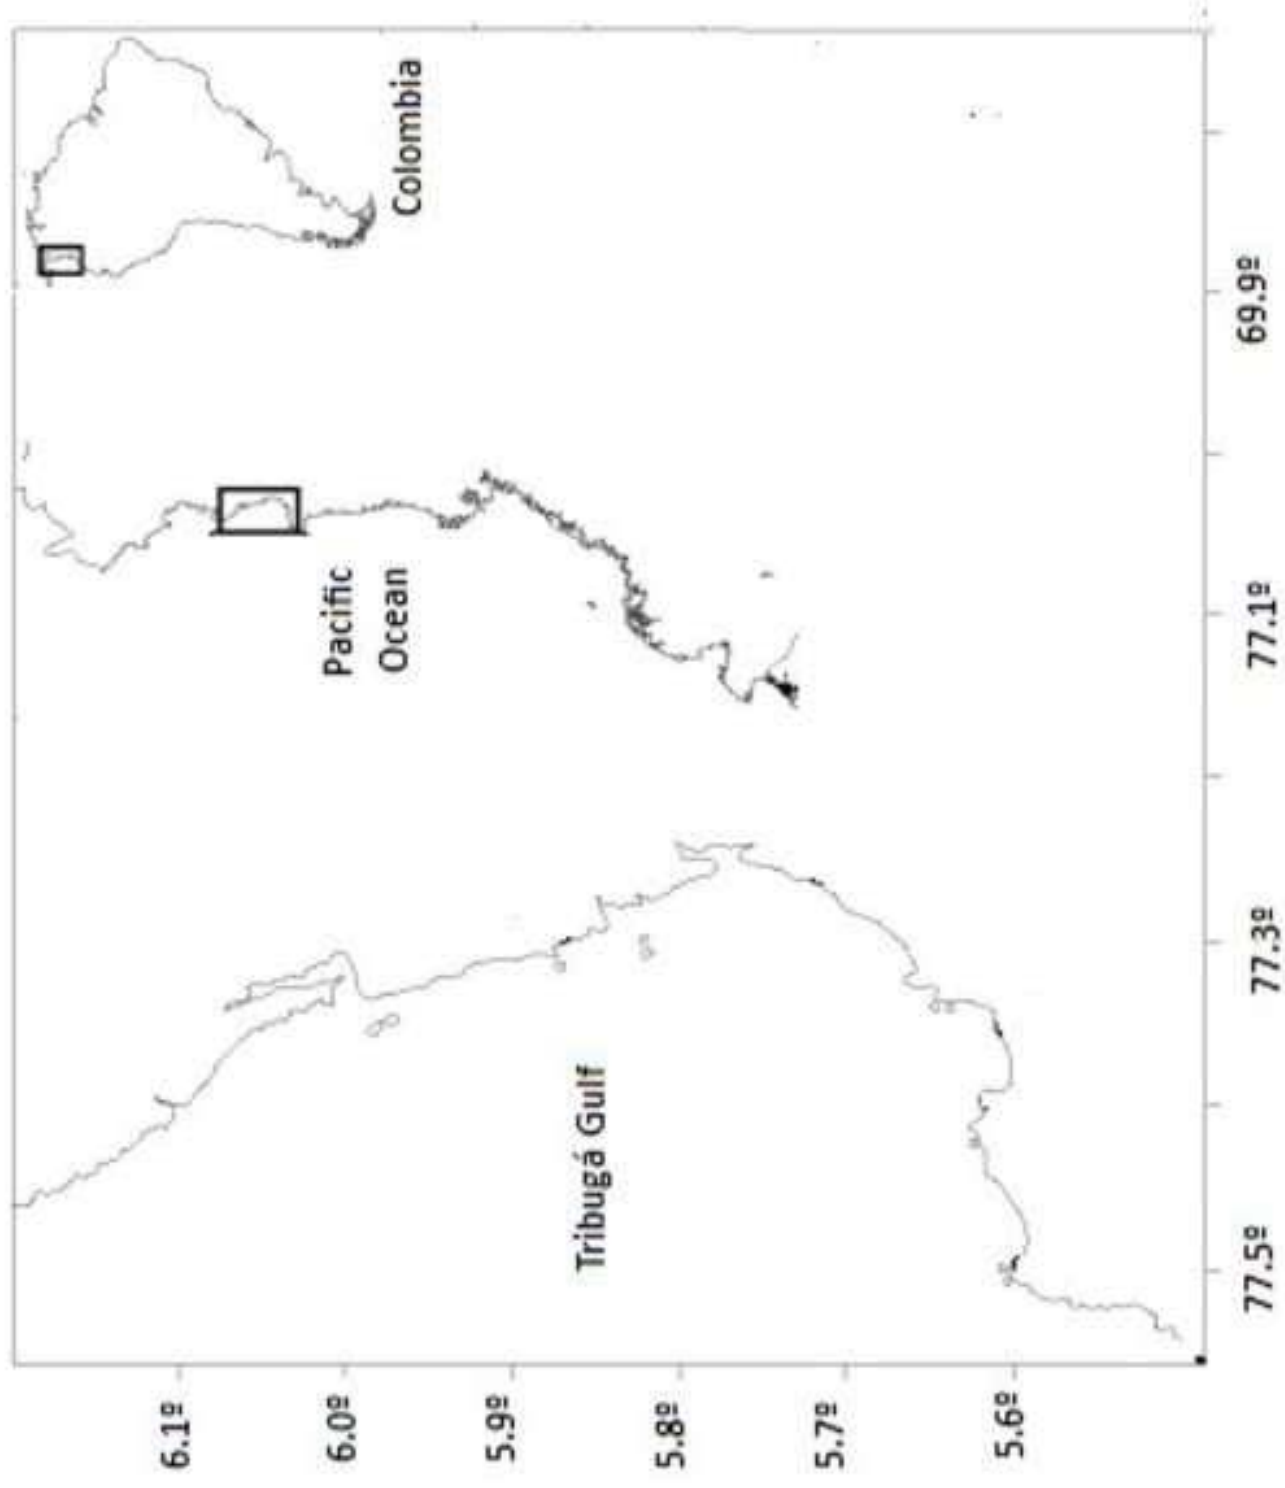 Colombia
Pacific
Ocean
Tribugá Gulf
6.1º
6.0º
5.9º
5.8º
5.7º
5.6º
77.5º
77.3º
77.1º
69.9º